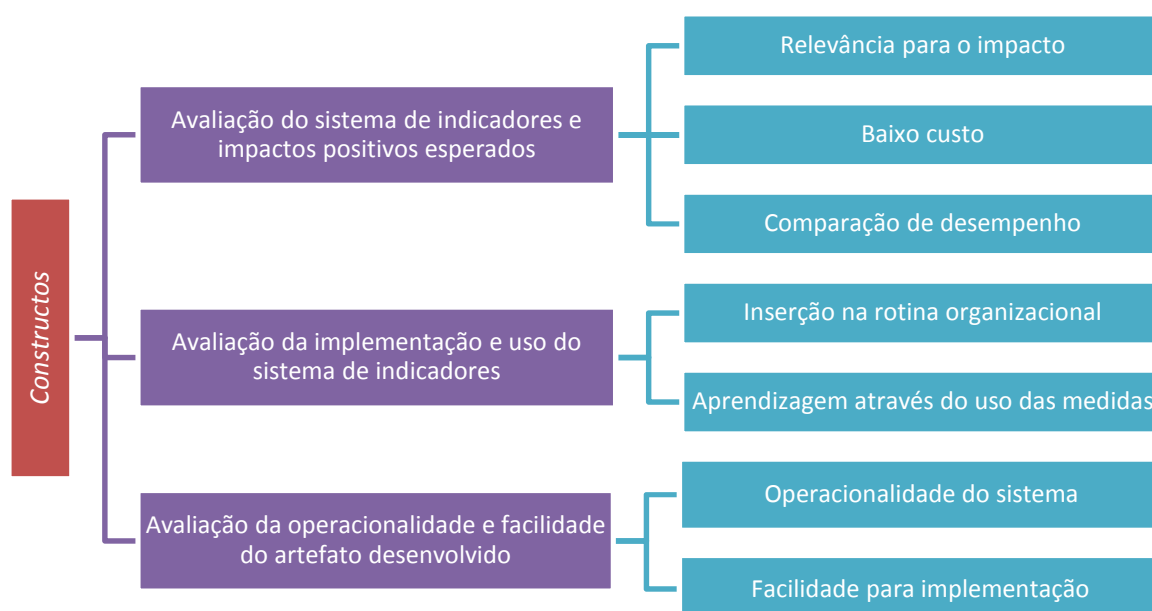 Constructos
Avaliação do sistema de indicadores e
impactos positivos esperados
Relevância para o impacto
Baixo custo
Comparação de desempenho
Avaliação da implementação e uso do
sistema de indicadores
Inserção na rotina organizacional
Aprendizagem através do uso das medidas
Avaliação da operacionalidade e facilidade
do artefato desenvolvido
Operacionalidade do sistema
Facilidade para implementação